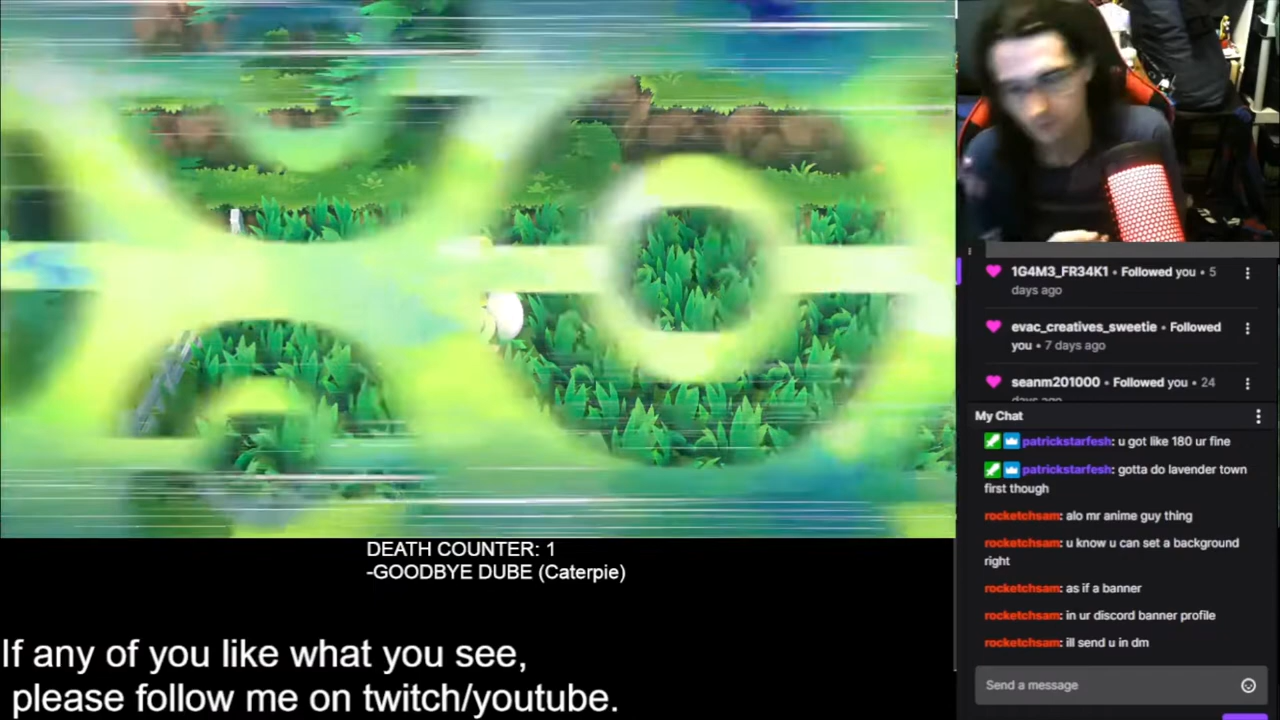 DEATH COUNTER: 1
-GOODBYE DUBE (Caterpie)
If any of you like what you see,
please follow me on twitch/youtube.
1G4M3_FR34K1 • Followed you • 5
days ago
evac_creatives_sweetie • Followed
you • 7 days ago
seanm201000 • Followed you • 24
days ago
My Chat
patrickstarfesh: u got like 180 ur fine
patrickstarfesh: gotta do lavender town
first though
rocketchsam: alo mr anime guy thing
rocketchsam: u know u can set a background
right
rocketchsam: as if a banner
rocketchsam: in ur discord banner profile
rocketchsam: ill send u in dm
Send a message